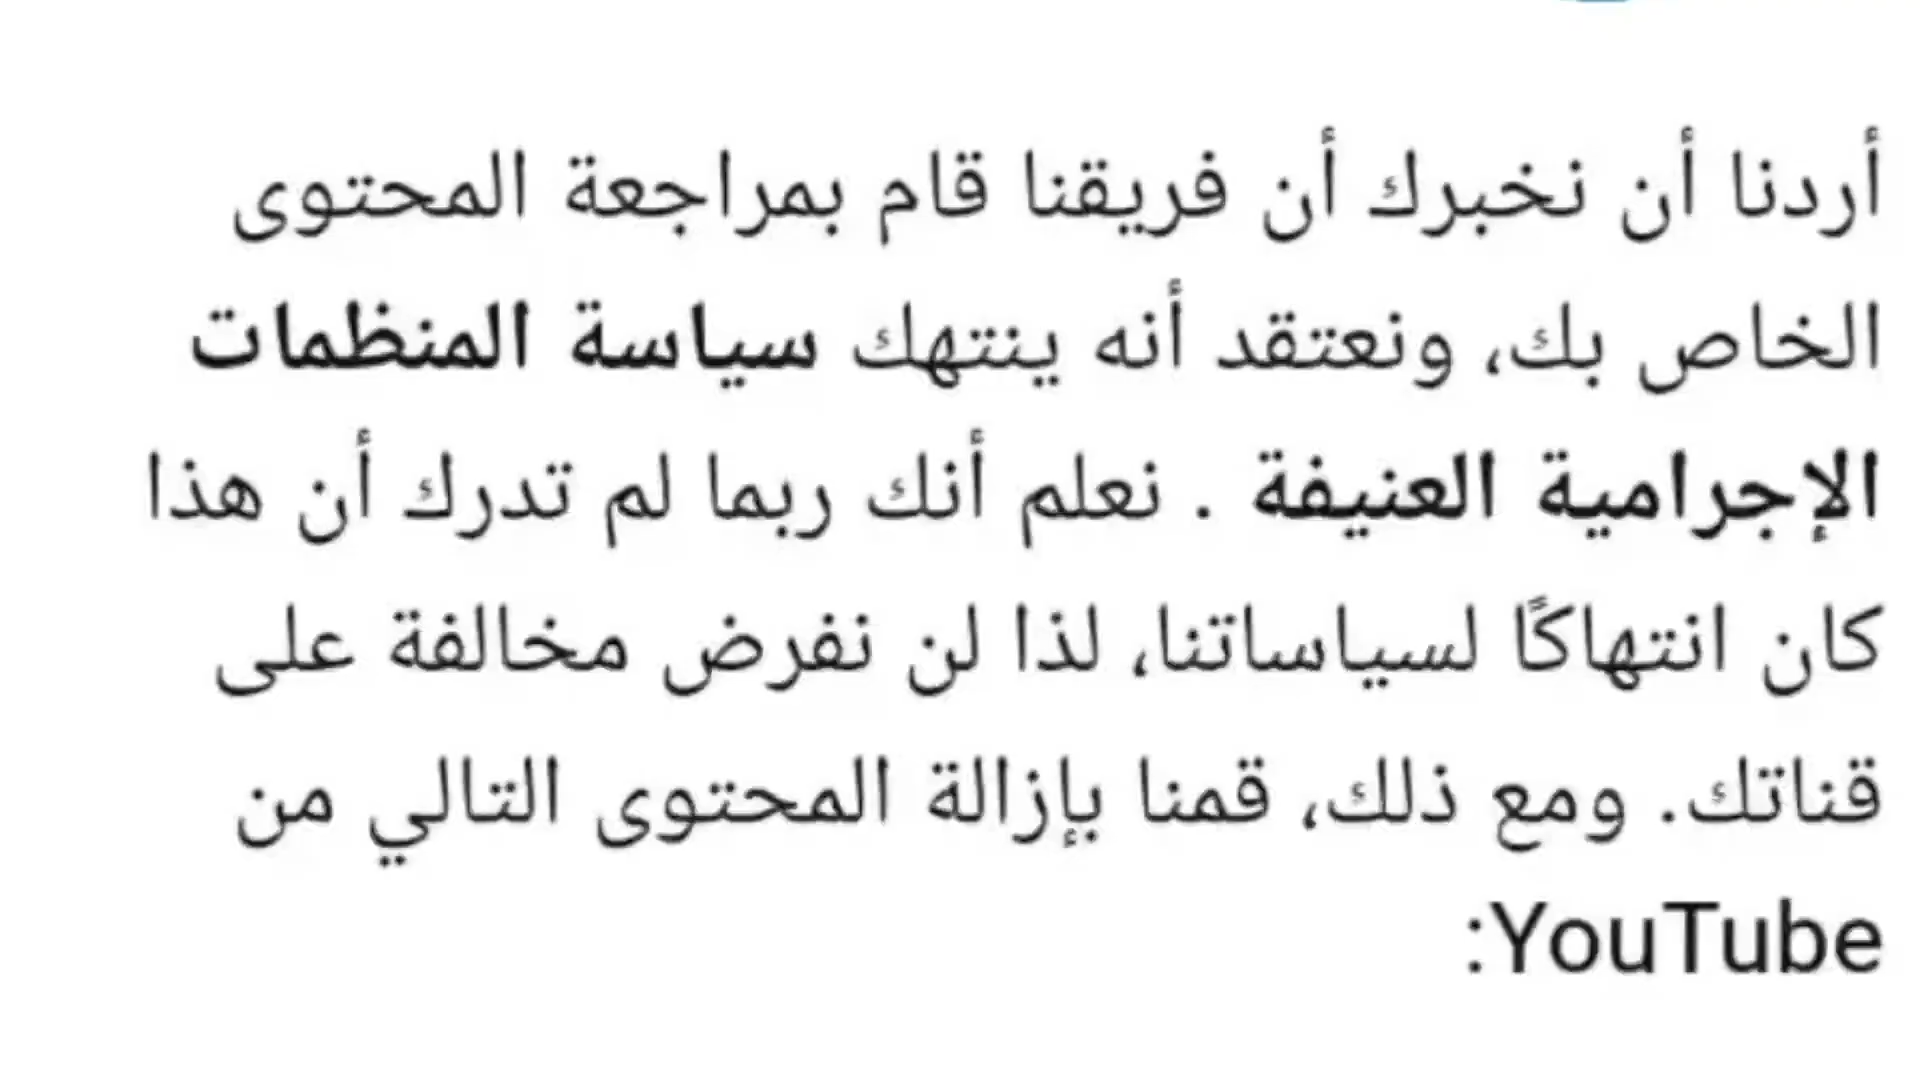 أردنا أن نخبرك أن فريقنا قام بمراجعة المحتوى
الخاص بك، ونعتقد أنه ينتهك سياسة المنظمات
الإجرامية العنيفة . نعلم أنك ربما لم تدرك أن هذا
كان انتهاكًا لسياساتنا، لذا لن نفرض مخالفة على
قناتك. ومع ذلك، قمنا بإزالة المحتوى التالي من
YouTube: